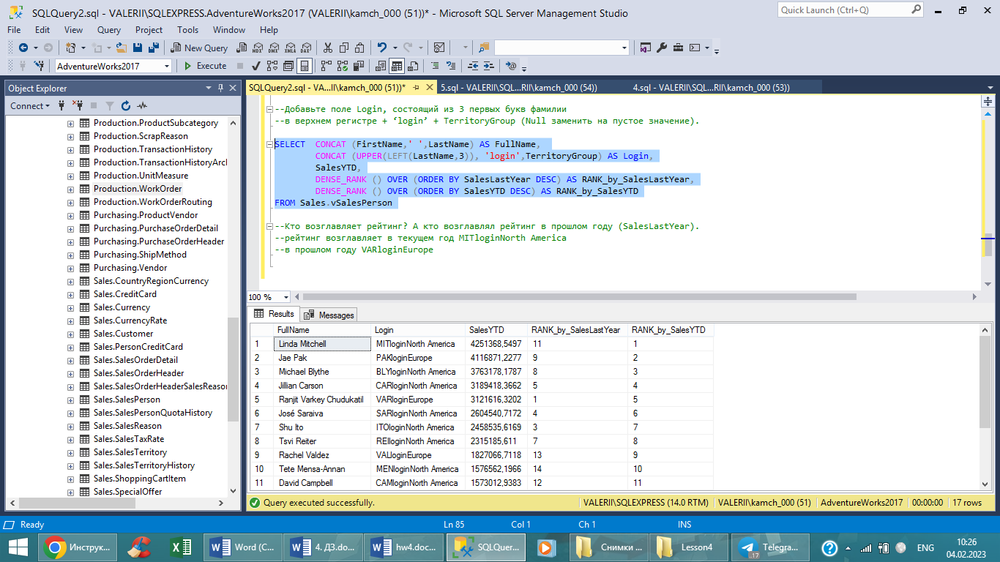 SQLQuery2.sql - VALERII\SQLEXPRESS.AdventureWorks2017 (VALERII\kamch_000 (51))* - Microsoft SQL Server Management Studio
Quick Launch (Ctrl+Q)
File Edit View Query Project Tools Window Help
New Query MDX DMX XMLA DAX
AdventureWorks2017 Execute
Object Explorer
Connect
Production.ProductSubcategory
Production.ScrapReason
Production.TransactionHistory
Production.TransactionHistoryArc
Production.UnitMeasure
Production.WorkOrder
Production.WorkOrderRouting
Purchasing.ProductVendor
Purchasing.PurchaseOrderDetail
Purchasing.PurchaseOrderHeader
Purchasing.ShipMethod
Purchasing.Vendor
Sales.CountryRegionCurrency
Sales.CreditCard
Sales.Currency
Sales.CurrencyRate
Sales.Customer
Sales.PersonCreditCard
Sales.SalesOrderDetail
Sales.SalesOrderHeader
Sales.SalesOrderHeaderSalesReason
Sales.SalesPerson
Sales.SalesPersonQuotaHistory
Sales.SalesReason
Sales.SalesTaxRate
Sales.SalesTerritory
Sales.SalesTerritoryHistory
Sales.ShoppingCartItem
Sales.SpecialOffer
SQLQuery2.sql - VA...II\kamch_000 (51))* 5.sql - VALERII\SQL...RII\kamch_000 (54)) 4.sql - VALERII\SQL...RII\kamch_000 (53))
--Добавьте поле Login, состоящий из 3 первых букв фамилии
--в верхнем регистре + ‘login’ + TerritoryGroup (Null заменить на пустое значение).
SELECT CONCAT (FirstName,' ',LastName) AS FullName,
CONCAT (UPPER(LEFT(LastName,3)), 'login',TerritoryGroup) AS Login,
SalesYTD,
DENSE_RANK () OVER (ORDER BY SalesLastYear DESC) AS RANK_by_SalesLastYear,
DENSE_RANK () OVER (ORDER BY SalesYTD DESC) AS RANK_by_SalesYTD
FROM Sales.vSalesPerson
--Кто возглавляет рейтинг? А кто возглавлял рейтинг в прошлом году (SalesLastYear).
--рейтинг возглавляет в текущем год MITloginNorth America
--в прошлом году VARloginEurope
100 %
Results Messages
FullName Login SalesYTD RANK_by_SalesLastYear RANK_by_SalesYTD
1 Linda Mitchell MITloginNorth America 4251368,5497 11 1
2 Jae Pak PAKloginEurope 4116871,2277 9 2
3 Michael Blythe BLYloginNorth America 3763178,1787 8 3
4 Jillian Carson CARloginNorth America 3189418,3662 5 4
5 Ranjit Varkey Chudukatil VARloginEurope 3121616,3202 1 5
6 José Saraiva SARloginNorth America 2604540,7172 4 6
7 Shu Ito ITOloginNorth America 2458535,6169 3 7
8 Tsvi Reiter REIloginNorth America 2315185,611 7 8
9 Rachel Valdez VALloginEurope 1827066,7118 13 9
10 Tete Mensa-Annan MENloginNorth America 1576562,1966 14 10
11 David Campbell CAMloginNorth America 1573012,9383 12 11
Query executed successfully. VALERII\SQLEXPRESS (14.0 RTM) VALERII\kamch_000 (51) AdventureWorks2017 00:00:00 17 rows
Ready Ln 85 Col 1 Ch 1 INS
Инструк... Word (C... 4. ДЗ.do... hw4.doc... SQLQuer... Снимки ... Lesson4 Telegra... ..17 ENG 10:26
04.02.2023